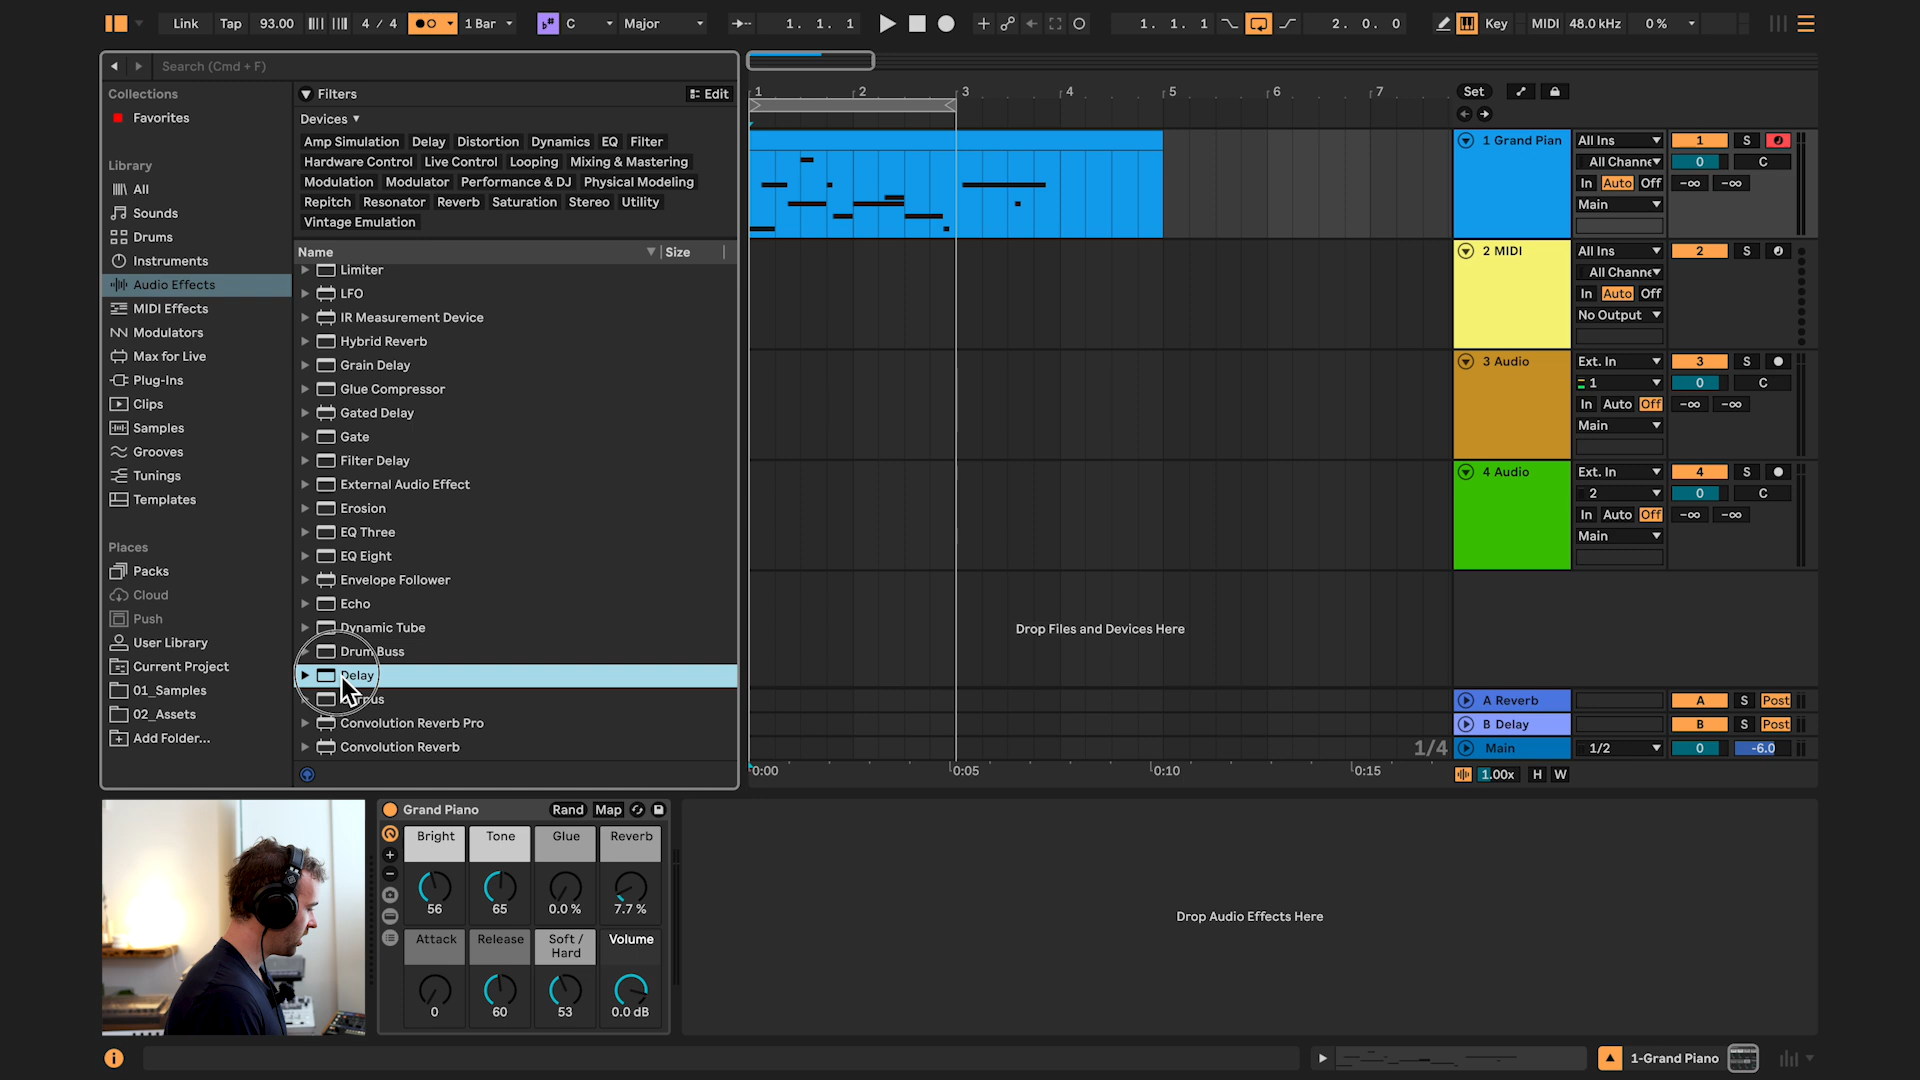 Link Tap 93.00 4 / 4 1 Bar C Major 1. 1. 1 1. 1. 1 2. 0. 0 Key MIDI 48.0 kHz 0 %
Search (Cmd + F)
Collections
Favorites
Library
All
Sounds
Drums
Instruments
Audio Effects
MIDI Effects
Modulators
Max for Live
Plug-Ins
Clips
Samples
Grooves
Tunings
Templates
Places
Packs
Cloud
Push
User Library
Current Project
01_Samples
02_Assets
Add Folder...
Filters Edit
Devices
Amp Simulation Delay Distortion Dynamics EQ Filter
Hardware Control Live Control Looping Mixing & Mastering
Modulation Modulator Performance & DJ Physical Modeling
Repitch Resonator Reverb Saturation Stereo Utility
Vintage Emulation
Name Size
Limiter
LFO
IR Measurement Device
Hybrid Reverb
Grain Delay
Glue Compressor
Gated Delay
Gate
Filter Delay
External Audio Effect
Erosion
EQ Three
EQ Eight
Envelope Follower
Echo
Dynamic Tube
Drum Buss
Delay
Convolution Reverb Pro
Convolution Reverb
1 2 3 4 5 6 7
Drop Files and Devices Here
1/4
0:00 0:05 0:10 0:15
Set
1 Grand Pian All Ins 1 S
All Channe 0 C
In Auto Off -∞ -∞
Main
2 MIDI All Ins 2 S
All Channe
In Auto Off
No Output
3 Audio Ext. In 3 S
1 0 C
In Auto Off -∞ -∞
Main
4 Audio Ext. In 4 S
2 0 C
In Auto Off -∞ -∞
Main
A Reverb A S Post
B Delay B S Post
Main 1/2 0 -6.0
1.00x H W
Grand Piano Rand Map
Bright Tone Glue Reverb
56 65 0.0 % 7.7 %
Attack Release Soft / Hard Volume
0 60 53 0.0 dB
Drop Audio Effects Here
1-Grand Piano